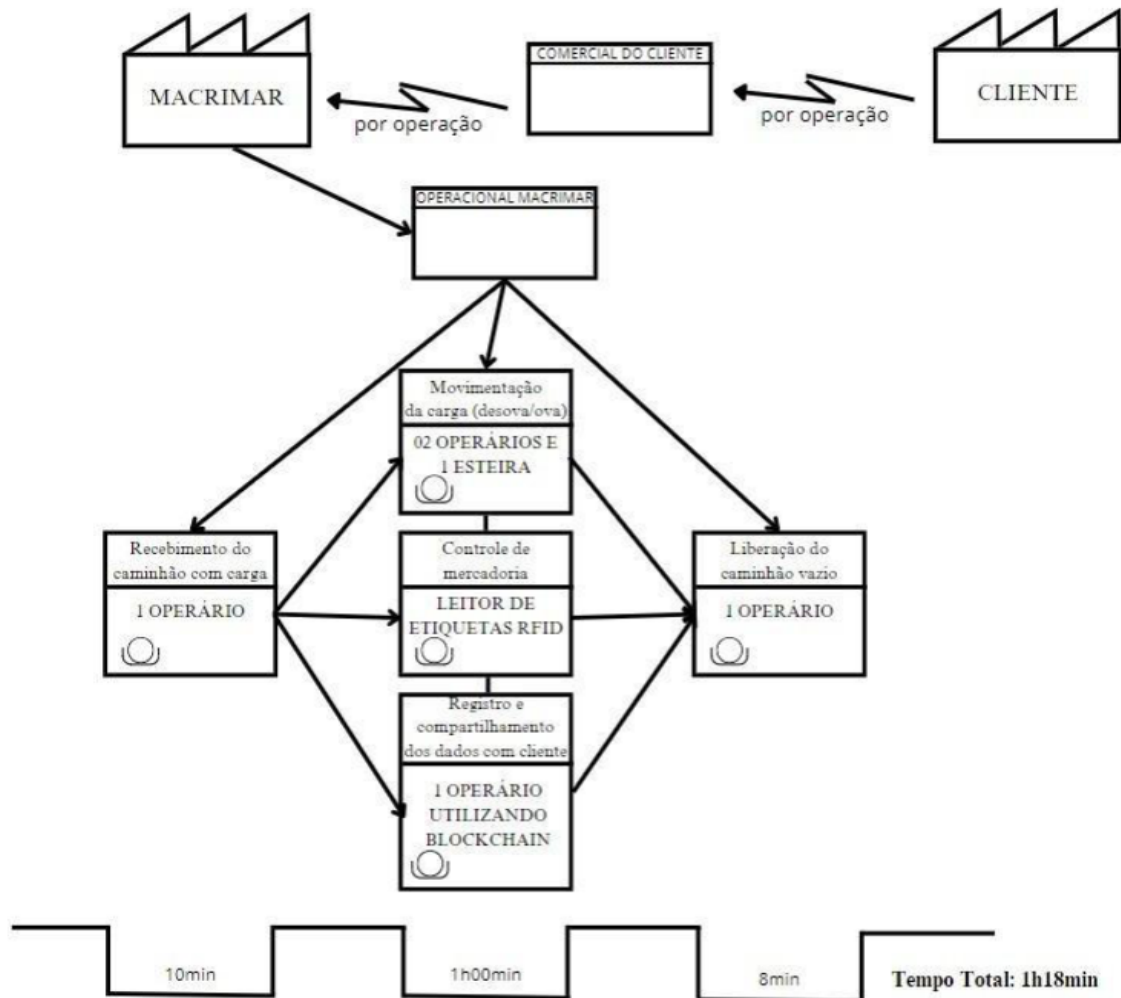 MACRIMAR
por operação
COMERCIAL DO CLIENTE
por operação
CLIENTE
OPERACIONAL MACRIMAR
Movimentação
da carga (desova/ova)
02 OPERÁRIOS E
1 ESTEIRA
Recebimento do
caminhão com carga
1 OPERÁRIO
Controle de
mercadoria
LEITOR DE
ETIQUETAS RFID
Liberação do
caminhão vazio
1 OPERÁRIO
Registro e
compartilhamento
dos dados com cliente
1 OPERÁRIO
UTILIZANDO
BLOCKCHAIN
10min
1h00min
8min
Tempo Total: 1h18min